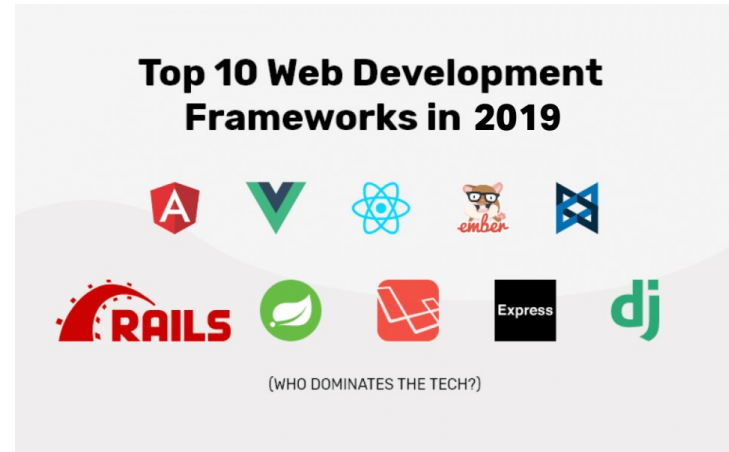 Top 10 Web Development
Frameworks in 2019
A
ember
RAILS
Express
dj
(WHO DOMINATES THE TECH?)